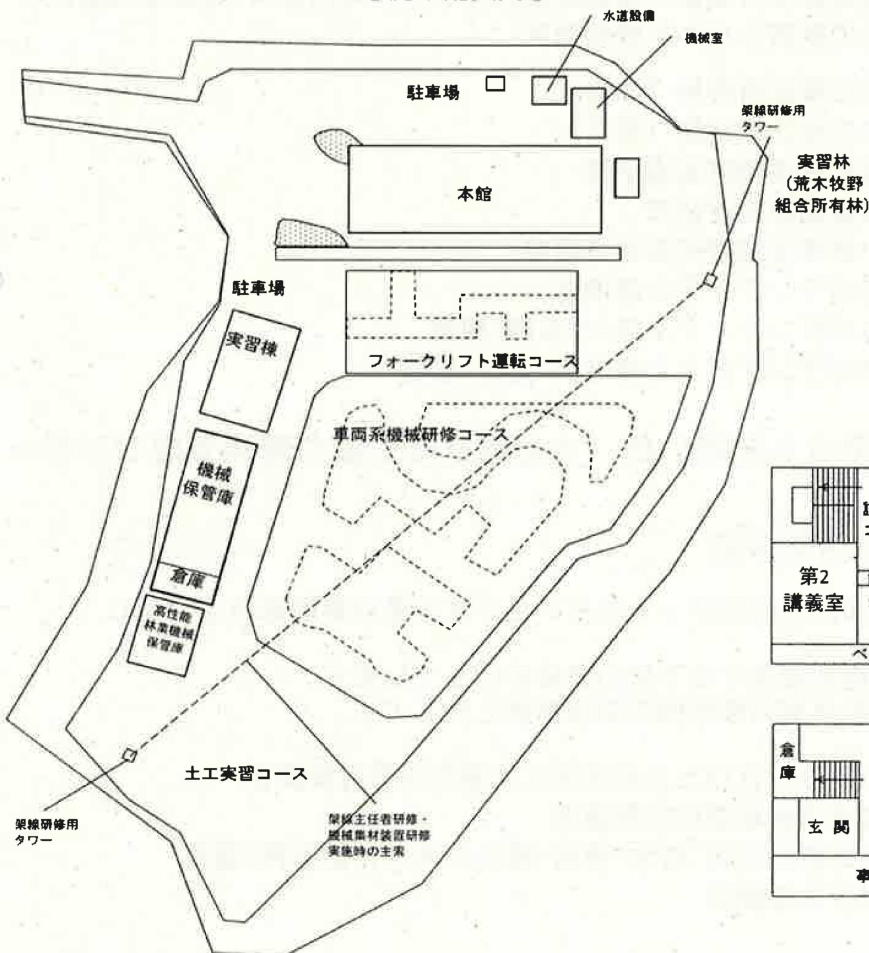 水道設備
機械室
駐車場
架線研修用
タワー
実習林
(荒木牧野
組合所有林)
本館
駐車場
実習棟
フォークリフト運転コース
車両系機械研修コース
機械
保管庫
倉庫
高性能
林業機械
保管庫
第2
講義室
土工実習コース
倉
庫
玄関
架線研修用
タワー
架線主任者研修・
機械集材装置研修
実施時の主索